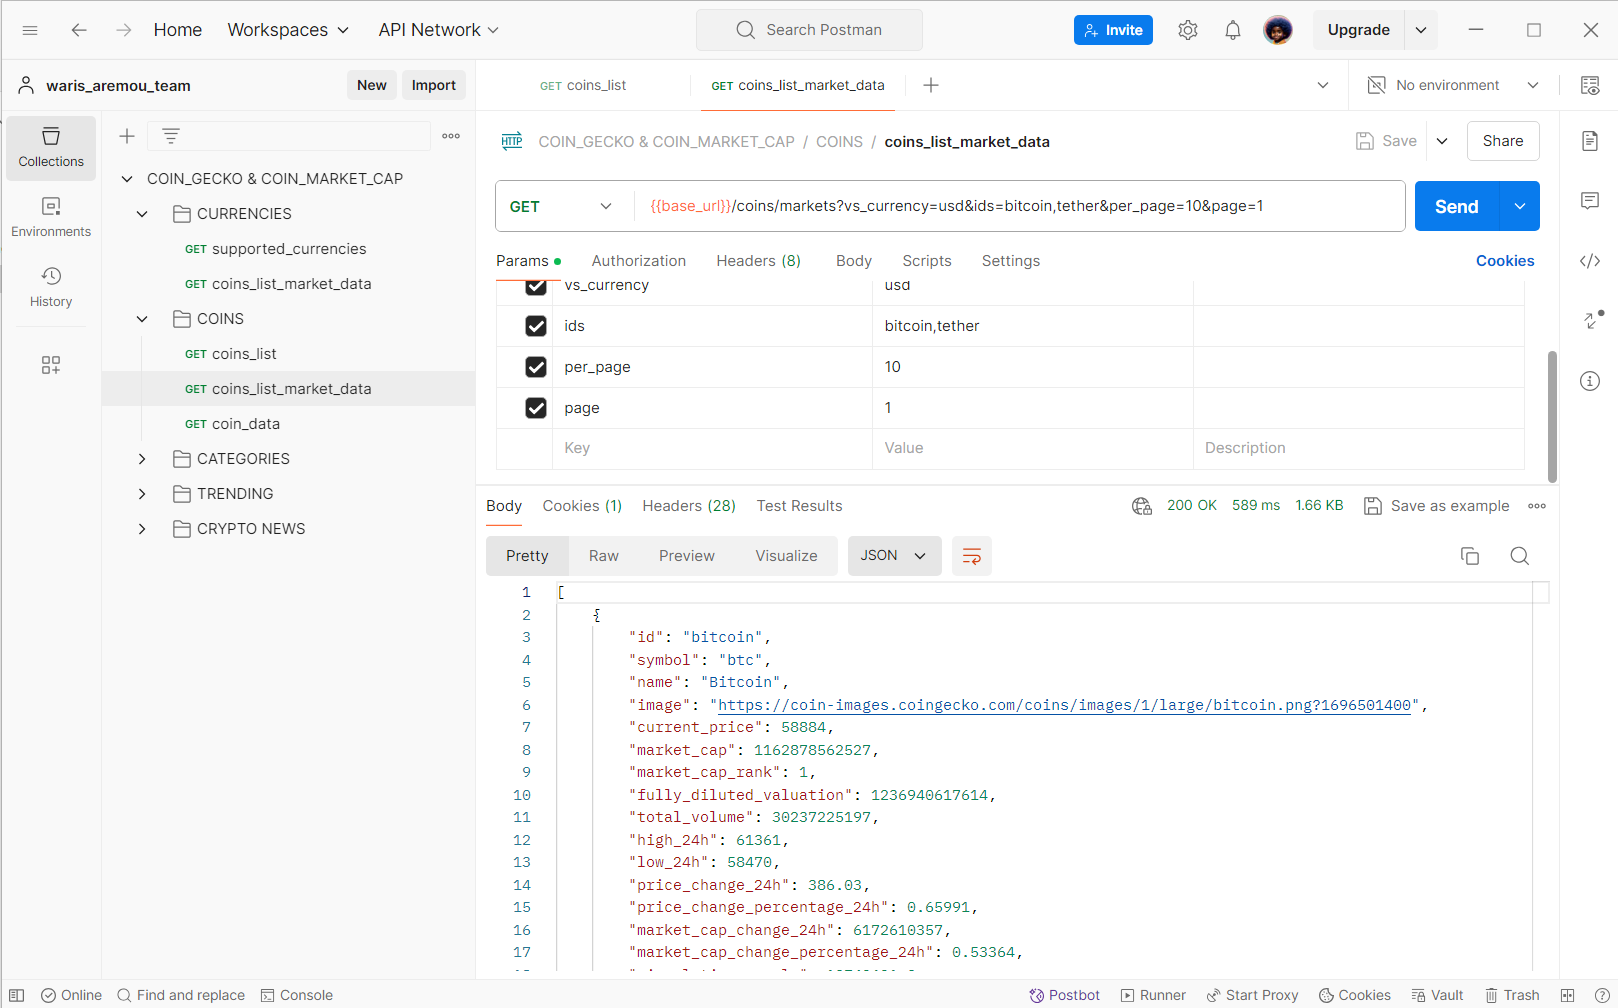 Home Workspaces API Network Search Postman Invite Upgrade
waris_aremou_team New Import GET coins_list GET coins_list_market_data No environment
Collections
Environments
History
COIN_GECKO & COIN_MARKET_CAP
CURRENCIES
GET supported_currencies
GET coins_list_market_data
COINS
GET coins_list
GET coins_list_market_data
GET coin_data
CATEGORIES
TRENDING
CRYPTO NEWS
HTTP COIN_GECKO & COIN_MARKET_CAP / COINS / coins_list_market_data Save Share
GET {{base_url}}/coins/markets?vs_currency=usd&ids=bitcoin,tether&per_page=10&page=1 Send
Params Authorization Headers (8) Body Scripts Settings Cookies
vs_currency usd
ids bitcoin,tether
per_page 10
page 1
Key Value Description
Body Cookies (1) Headers (28) Test Results 200 OK 589 ms 1.66 KB Save as example
Pretty Raw Preview Visualize JSON
1 [
2 {
3 "id": "bitcoin",
4 "symbol": "btc",
5 "name": "Bitcoin",
6 "image": "https://coin-images.coingecko.com/coins/images/1/large/bitcoin.png?1696501400",
7 "current_price": 58884,
8 "market_cap": 1162878562527,
9 "market_cap_rank": 1,
10 "fully_diluted_valuation": 1236940617614,
11 "total_volume": 30237225197,
12 "high_24h": 61361,
13 "low_24h": 58470,
14 "price_change_24h": 386.03,
15 "price_change_percentage_24h": 0.65991,
16 "market_cap_change_24h": 6172610357,
17 "market_cap_change_percentage_24h": 0.53364,
Online Find and replace Console Postbot Runner Start Proxy Cookies Vault Trash